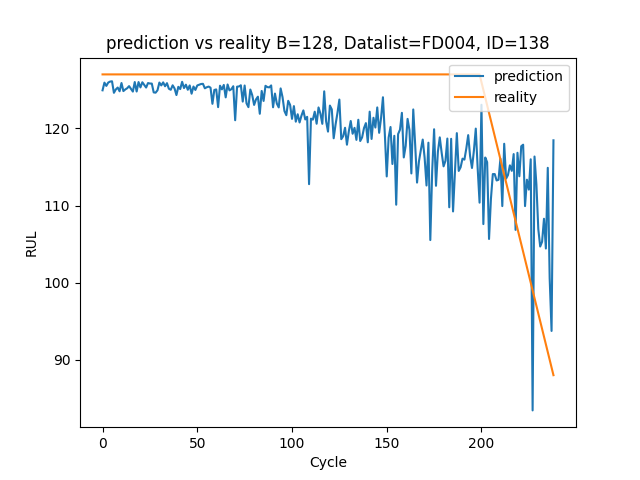 prediction vs reality B=128, Datalist=FD004, ID=138
prediction
reality
120
110
100
90
RUL
0 50 100 150 200
Cycle